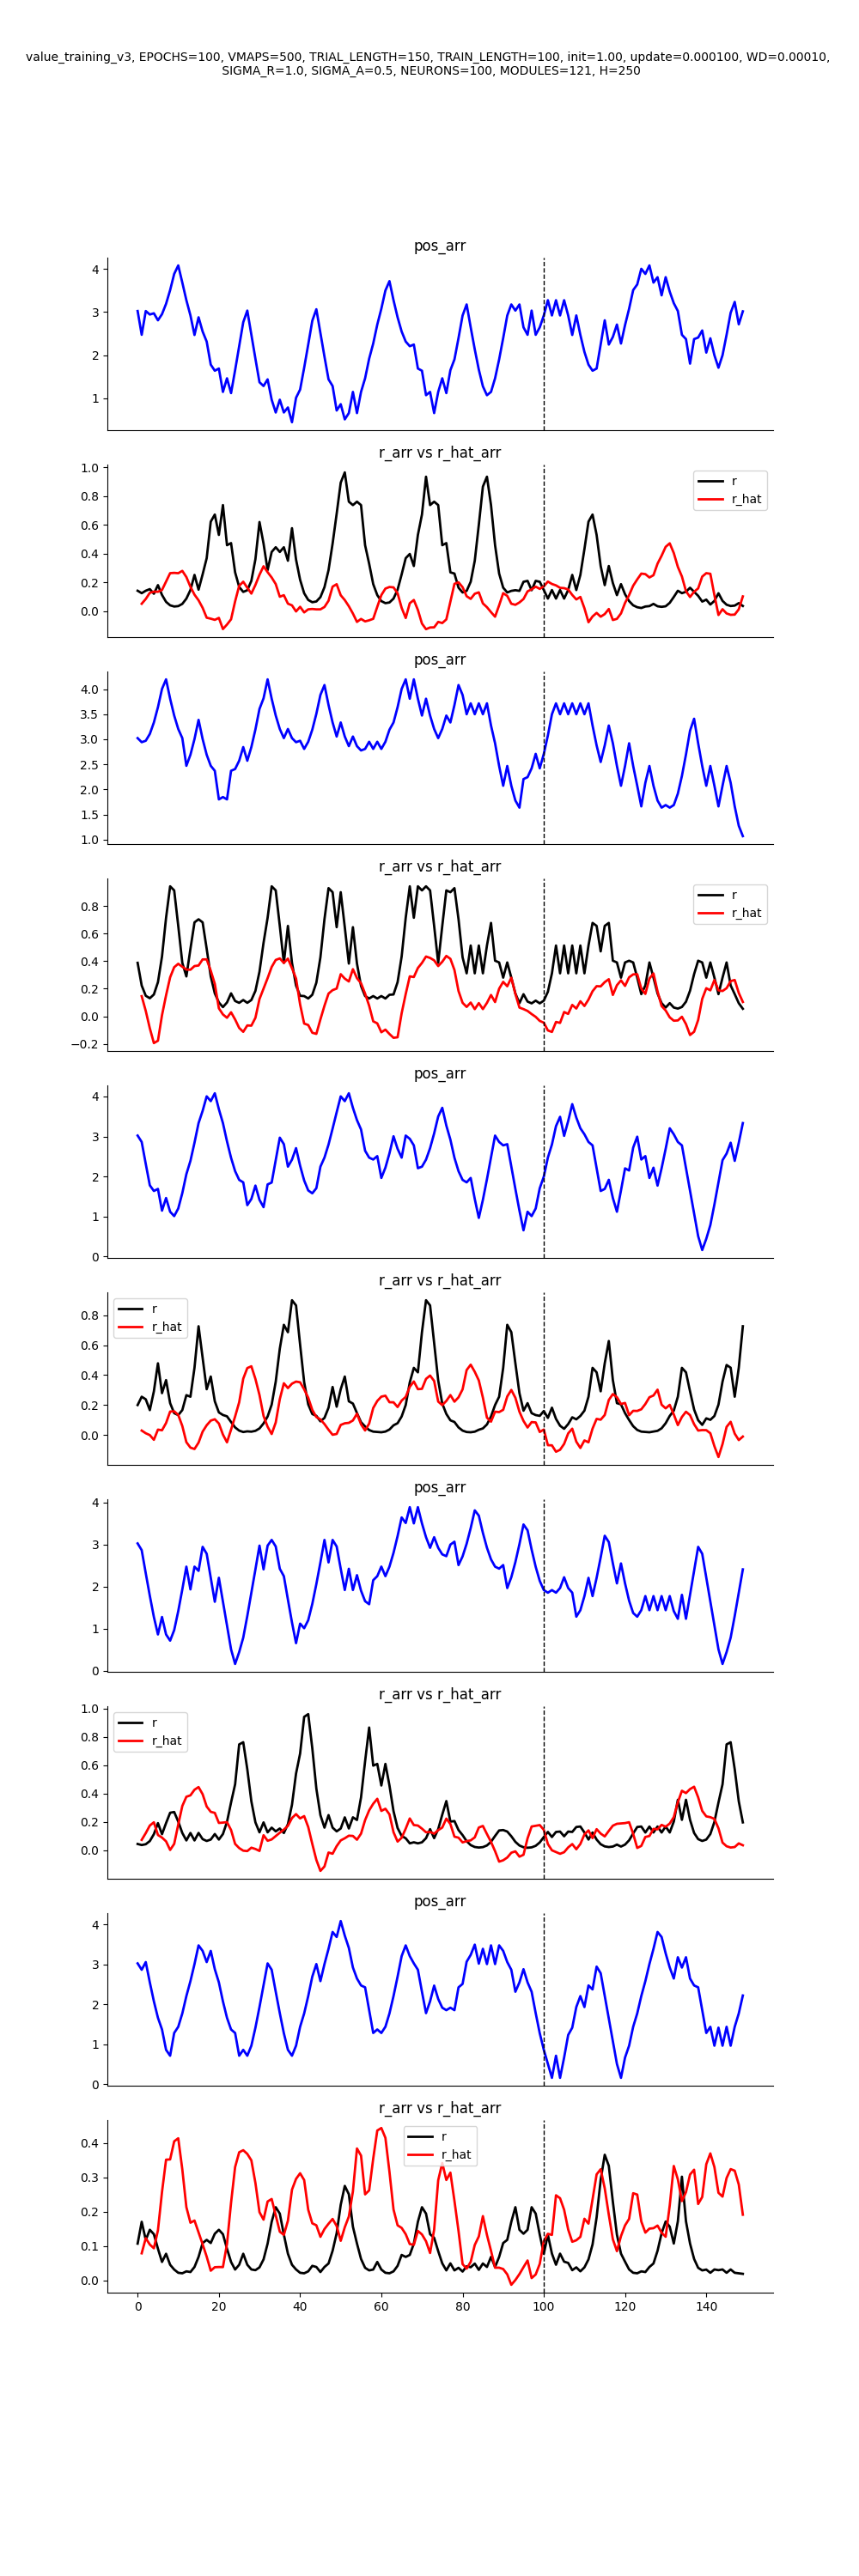 value_training_v3, EPOCHS=100, VMAPS=500, TRIAL_LENGTH=150, TRAIN_LENGTH=100, init=1.00, update=0.000100, WD=0.00010,
SIGMA_R=1.0, SIGMA_A=0.5, NEURONS=100, MODULES=121, H=250
pos_arr
4
3
2
1
r_arr vs r_hat_arr
1.0
0.8
0.6
0.4
0.2
0.0
r
r_hat
pos_arr
4.0
3.5
3.0
2.5
2.0
1.5
1.0
r_arr vs r_hat_arr
0.8
0.6
0.4
0.2
0.0
−0.2
r
r_hat
pos_arr
4
3
2
1
0
r_arr vs r_hat_arr
0.8
0.6
0.4
0.2
0.0
r
r_hat
pos_arr
4
3
2
1
0
r_arr vs r_hat_arr
1.0
0.8
0.6
0.4
0.2
0.0
r
r_hat
pos_arr
4
3
2
1
0
r_arr vs r_hat_arr
0.4
0.3
0.2
0.1
0.0
r
r_hat
0 20 40 60 80 100 120 140